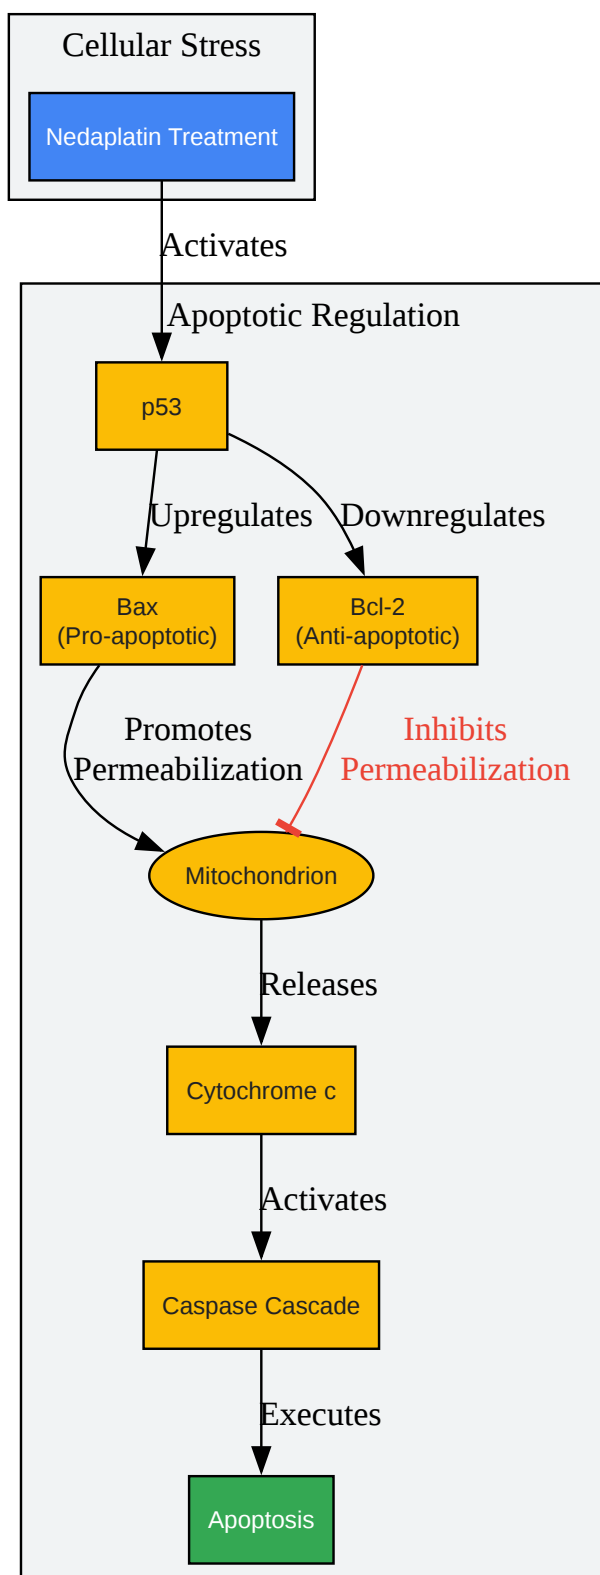 Cellular Stress
Nedaplatin Treatment
Activates
Apoptotic Regulation
p53
Upregulates
Downregulates
Bax
(Pro-apoptotic)
Bcl-2
(Anti-apoptotic)
Promotes
Permeabilization
Inhibits
Permeabilization
Mitochondrion
Releases
Cytochrome c
Activates
Caspase Cascade
Executes
Apoptosis